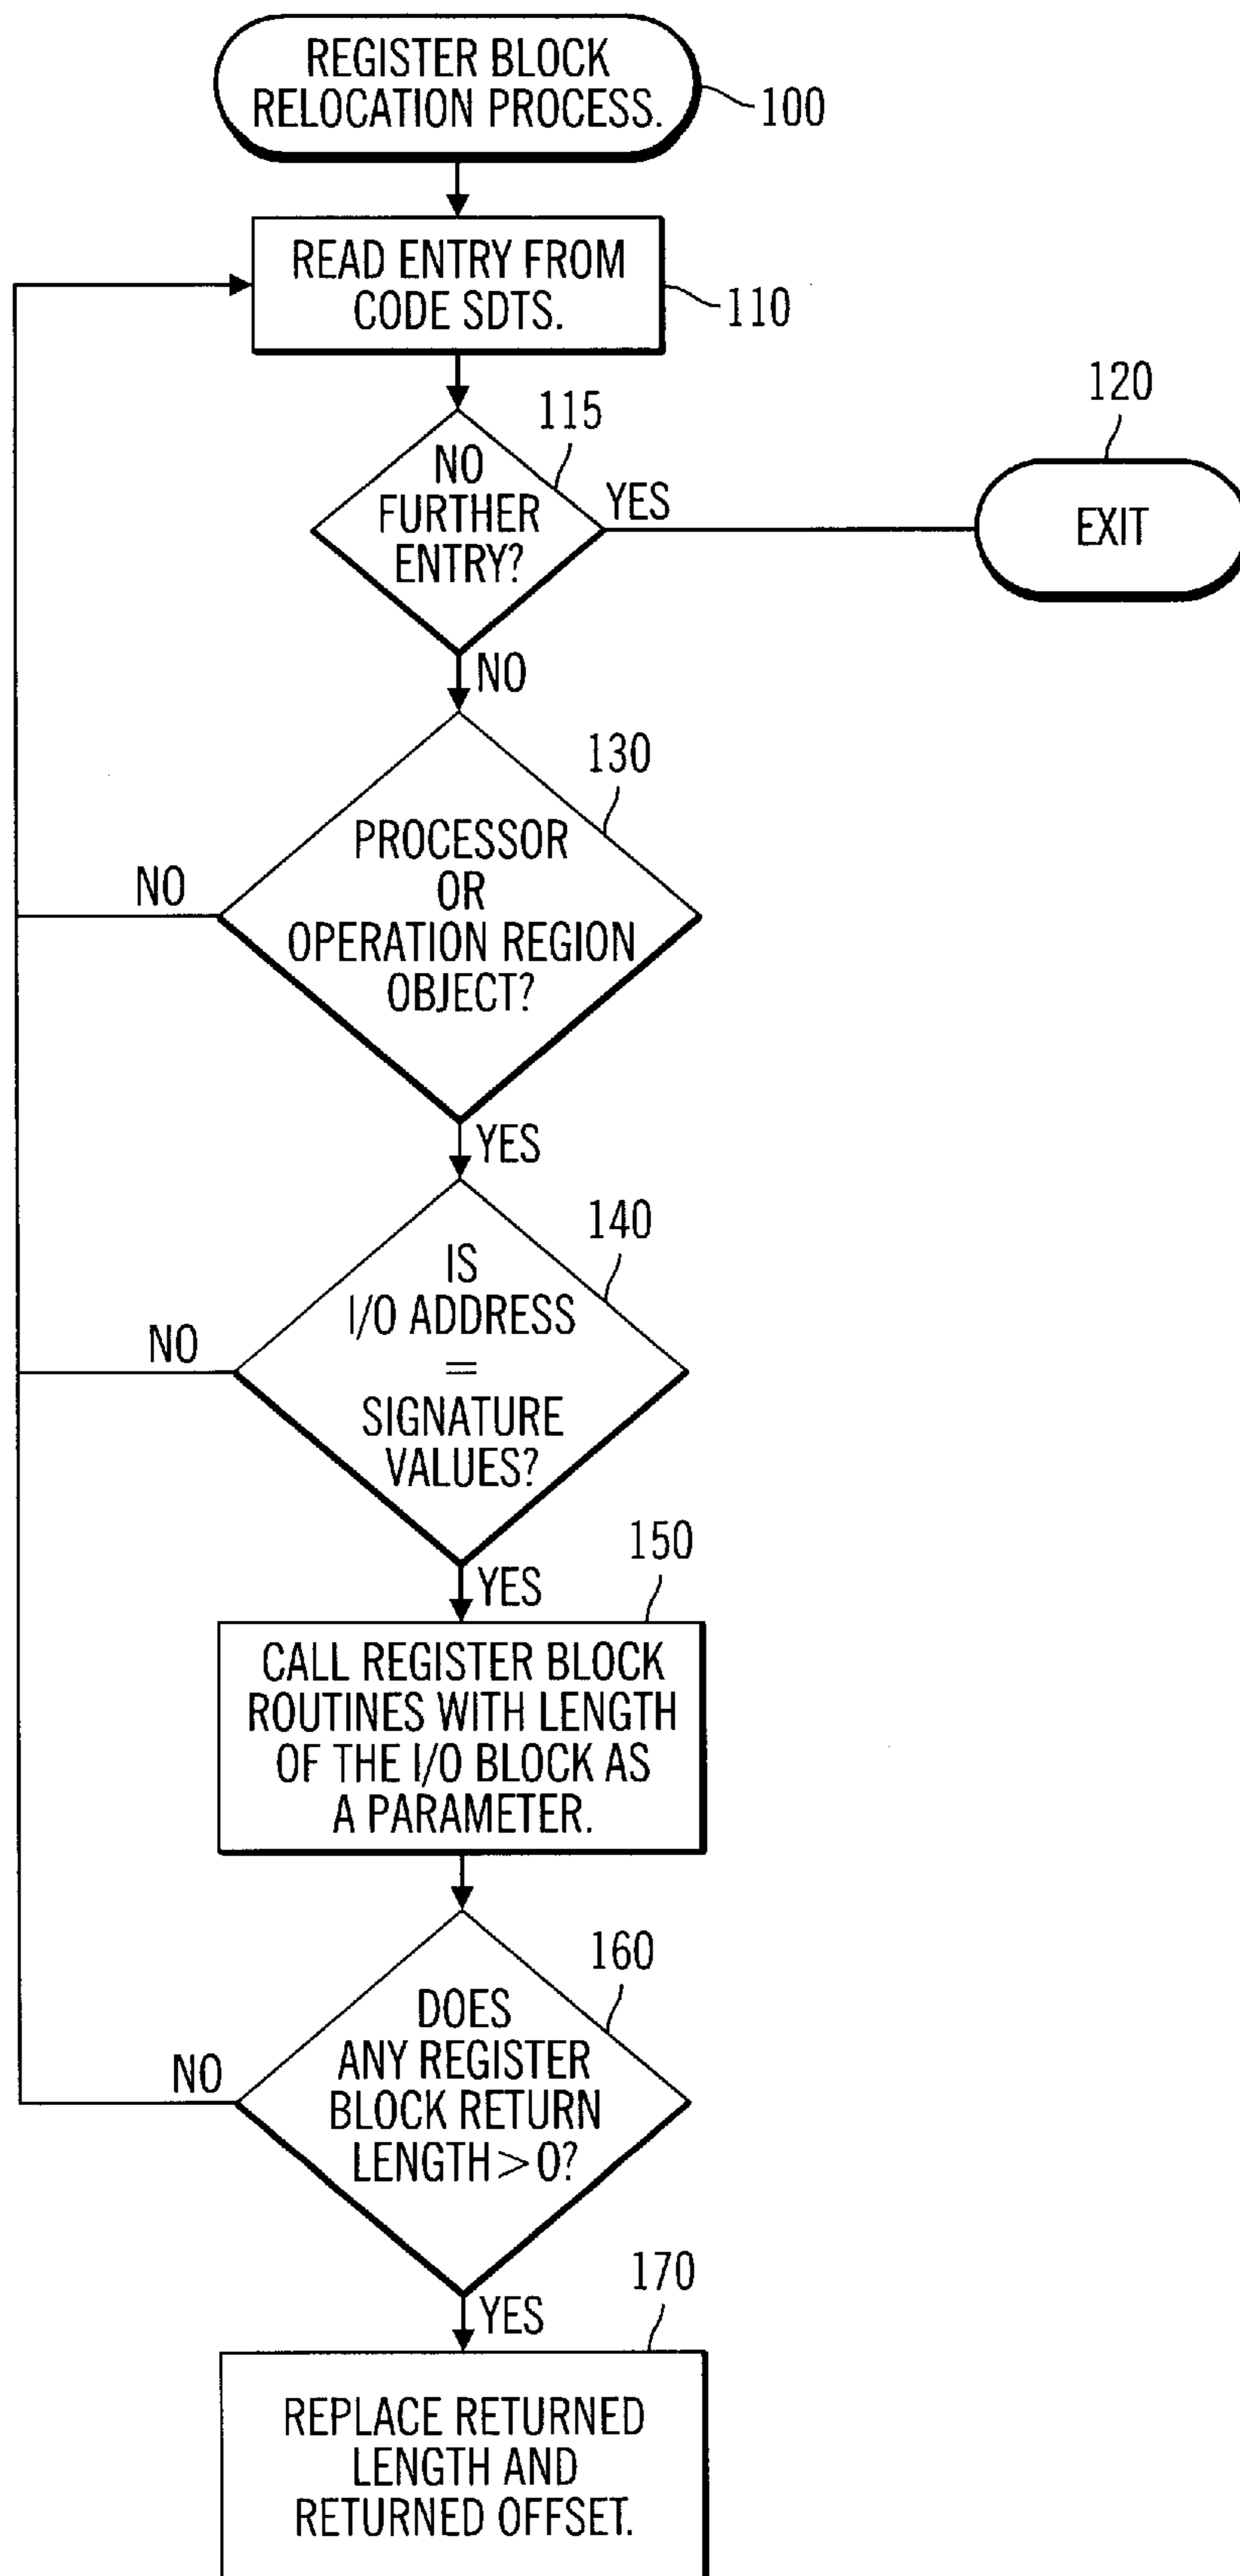 REGISTER BLOCK
RELOCATION PROCESS.
100
READ ENTRY FROM
CODE SDTS.
110
115
NO
FURTHER
ENTRY?
YES
120
EXIT
NO
130
PROCESSOR
OR
OPERATION REGION
OBJECT?
NO
YES
140
IS
I/O ADDRESS
=
SIGNATURE
VALUES?
NO
YES
150
CALL REGISTER BLOCK
ROUTINES WITH LENGTH
OF THE I/O BLOCK AS
A PARAMETER.
160
DOES
ANY REGISTER
BLOCK RETURN
LENGTH>0?
NO
YES
170
REPLACE RETURNED
LENGTH AND
RETURNED OFFSET.